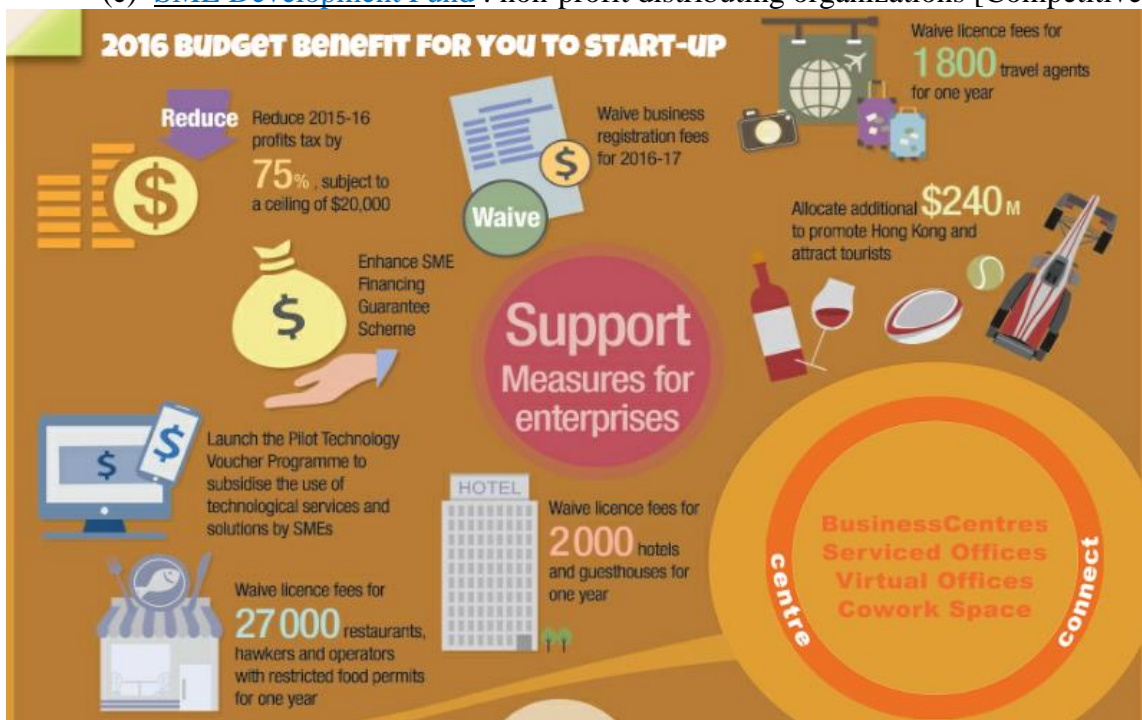 (e) SME Development Fund : non-profit distributing organizations [Competitive
2016 BUDGET BENEFIT FOR YOU TO START-UP
Reduce
Reduce 2015-16
profits tax by
75%, subject to
a ceiling of $20,000
$
Waive business
registration fees
for 2016-17
$
Waive
Waive licence fees for
1 800 travel agents
for one year
Allocate additional $240M
to promote Hong Kong and
attract tourists
Enhance SME
Financing
Guarantee
Scheme
$
Support
Measures for
enterprises
$
$
Launch the Pilot Technology
Voucher Programme to
subsidise the use of
technological services and
solutions by SMEs
HOTEL
Waive licence fees for
2 000 hotels
and guesthouses for
one year
Waive licence fees for
27 000 restaurants,
hawkers and operators
with restricted food permits
for one year
BusinessCentres
Serviced Offices
Virtual Offices
Cowork Space
centre
connect